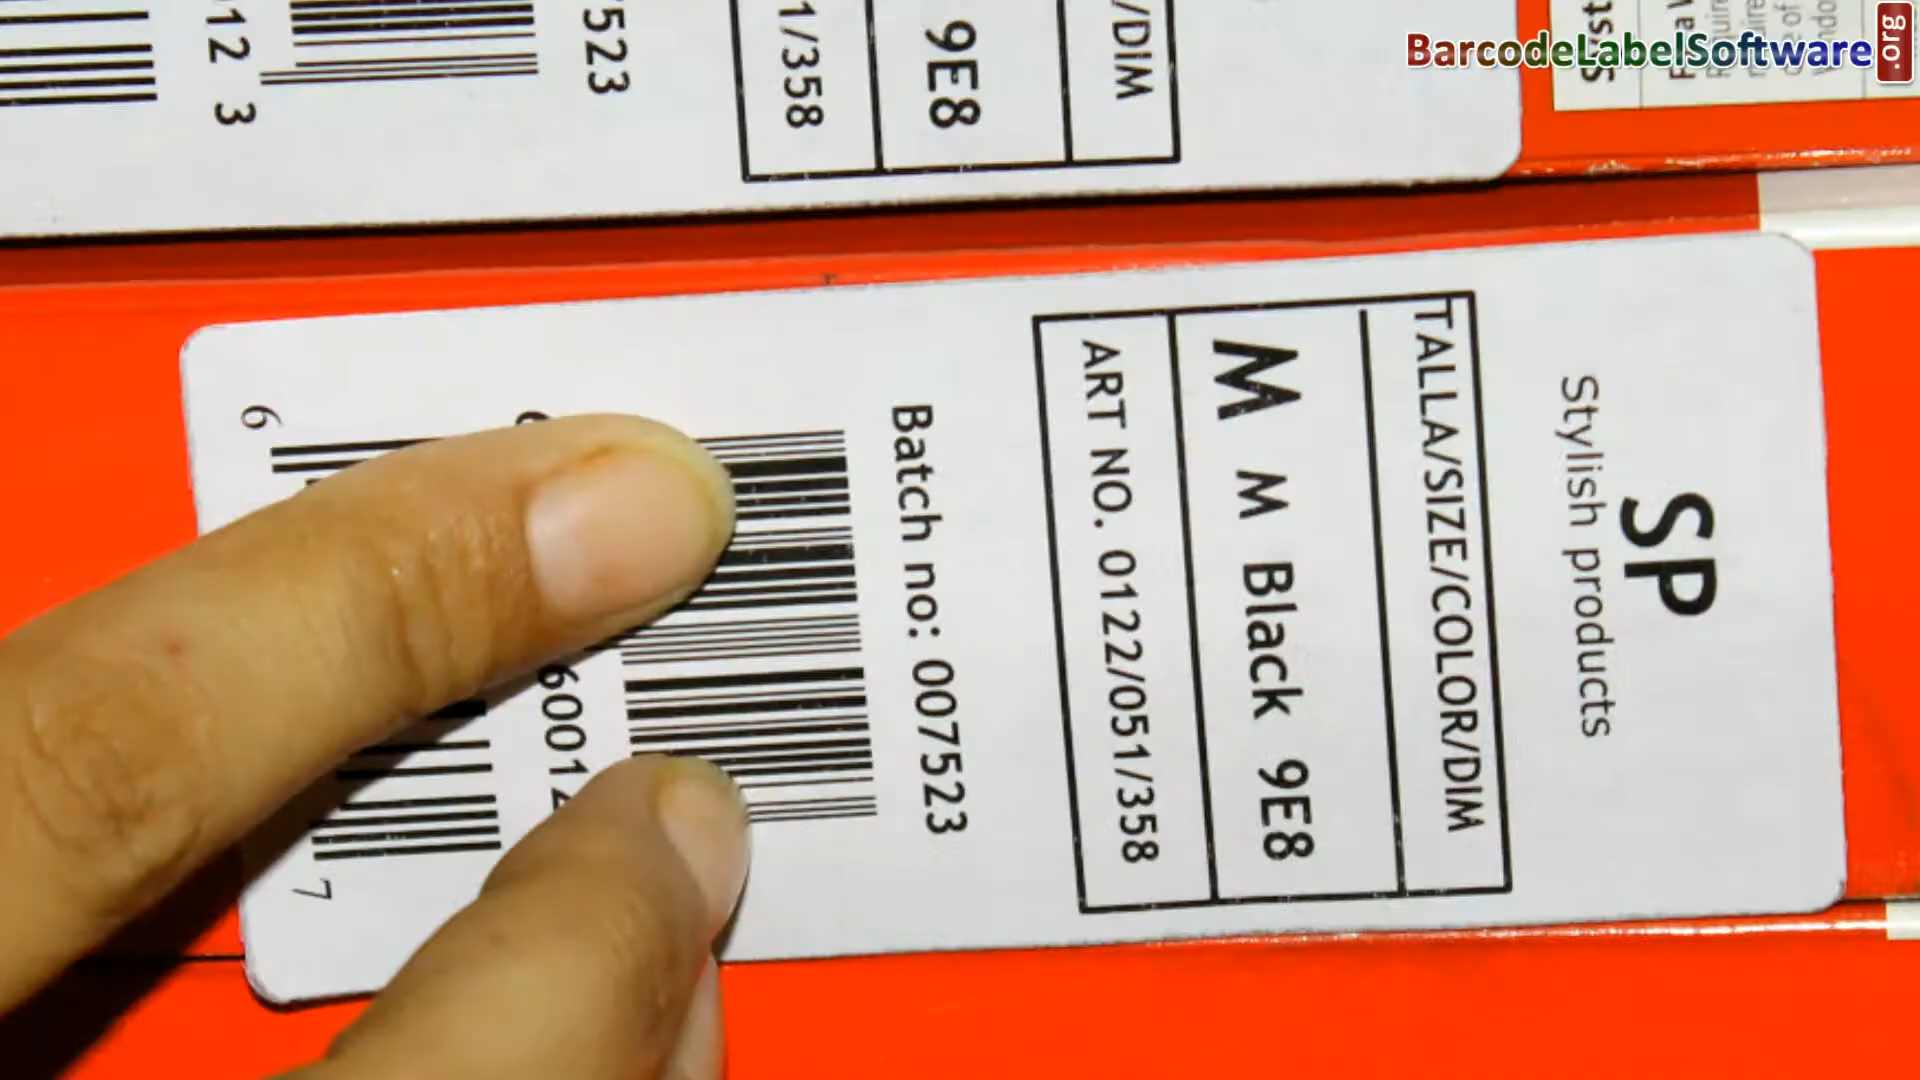 BarcodeLabelSoftware.org
012 3
523
1/358
9E8
/DIM
SP
Stylish products
TALLA/SIZE/COLOR/DIM
M M Black 9E8
ART NO. 0122/051/358
Batch no: 007523
6 7